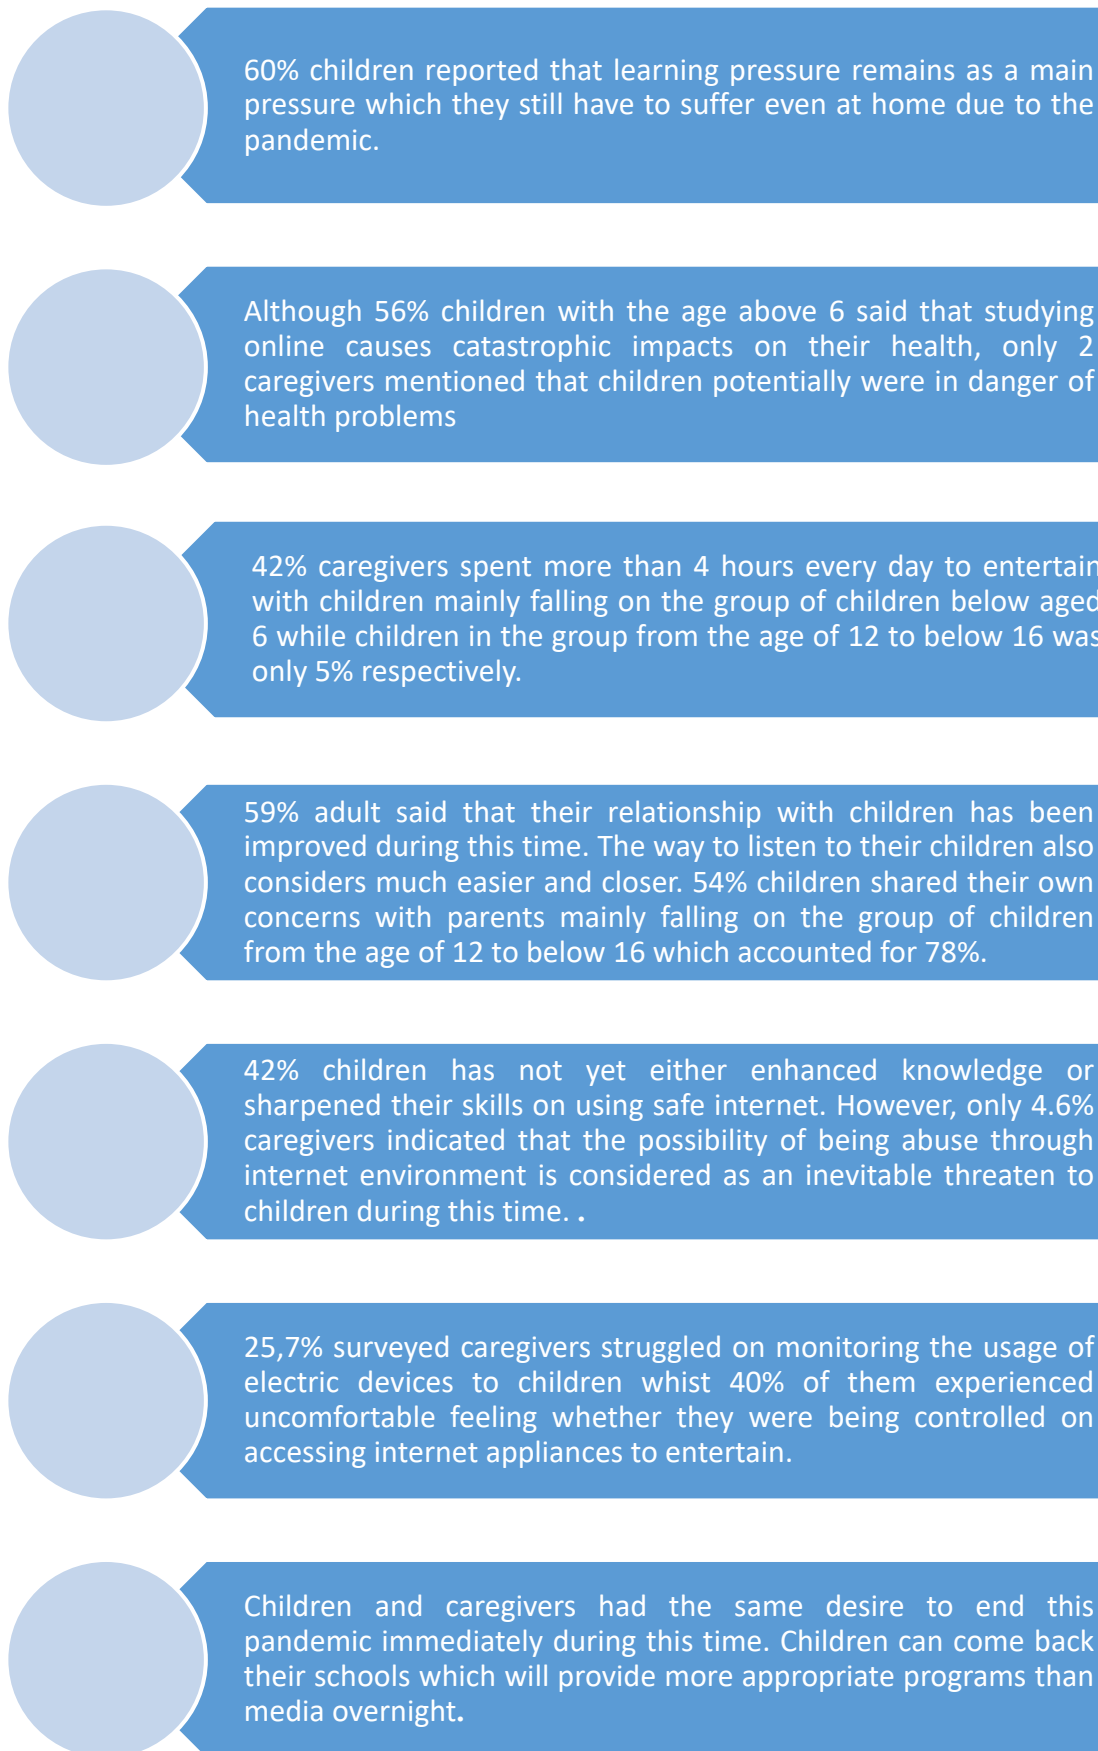 60% children reported that learning pressure remains as a main
pressure which they still have to suffer even at home due to the
pandemic.
Although 56% children with the age above 6 said that studying
online causes catastrophic impacts on their health, only 2
caregivers mentioned that children potentially were in danger of
health problems
42% caregivers spent more than 4 hours every day to entertain
with children mainly falling on the group of children below aged
6 while children in the group from the age of 12 to below 16 was
only 5% respectively.
59% adult said that their relationship with children has been
improved during this time. The way to listen to their children also
considers much easier and closer. 54% children shared their own
concerns with parents mainly falling on the group of children
from the age of 12 to below 16 which accounted for 78%.
42% children has not yet either enhanced knowledge or
sharpened their skills on using safe internet. However, only 4.6%
caregivers indicated that the possibility of being abuse through
internet environment is considered as an inevitable threaten to
children during this time. .
25,7% surveyed caregivers struggled on monitoring the usage of
electric devices to children whist 40% of them experienced
uncomfortable feeling whether they were being controlled on
accessing internet appliances to entertain.
Children and caregivers had the same desire to end this
pandemic immediately during this time. Children can come back
their schools which will provide more appropriate programs than
media overnight.